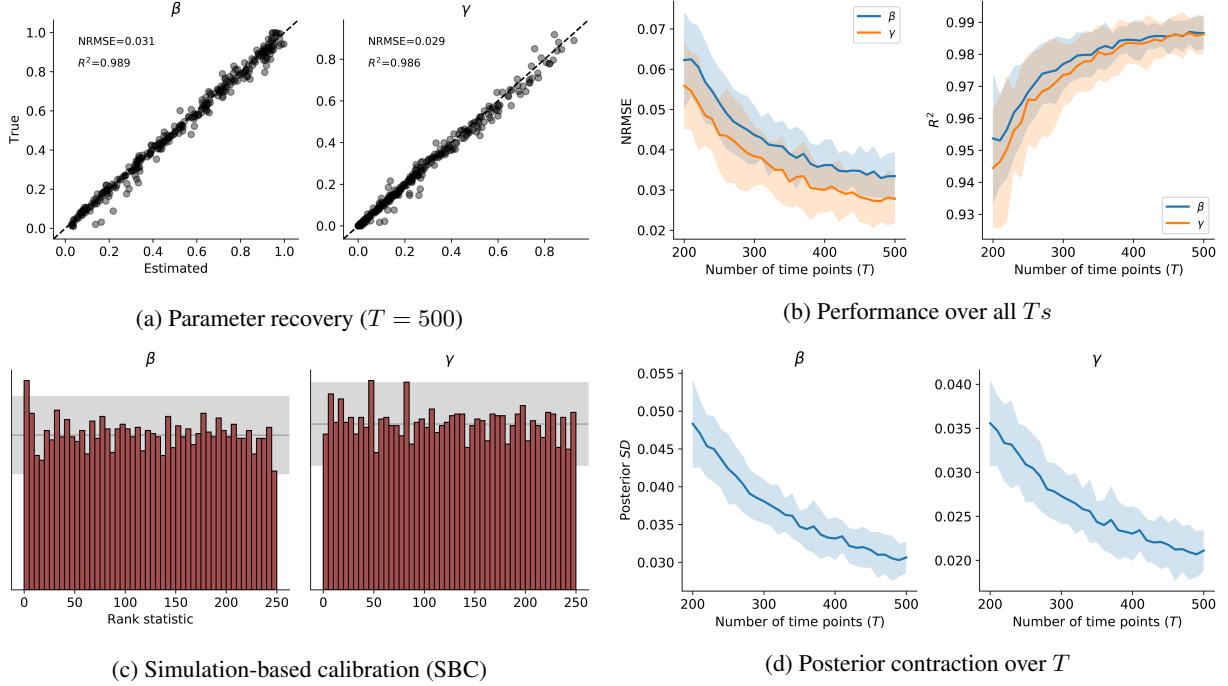 β
NRMSE=0.031
R²=0.989
1.0
0.8
0.6
0.4
0.2
0.0
True
0.0 0.2 0.4 0.6 0.8 1.0
Estimated
γ
NRMSE=0.029
R²=0.986
0.8
0.6
0.4
0.2
0.0
0.0 0.2 0.4 0.6 0.8
(a) Parameter recovery (T = 500)
β
γ
0.07
0.06
0.05
0.04
0.03
0.02
NRMSE
200 300 400 500
Number of time points (T)
0.99
0.98
0.97
0.96
0.95
0.94
0.93
R²
β
γ
200 300 400 500
Number of time points (T)
(b) Performance over all Ts
β
0 50 100 150 200 250
Rank statistic
γ
0 50 100 150 200 250
(c) Simulation-based calibration (SBC)
β
0.055
0.050
0.045
0.040
0.035
0.030
Posterior SD
200 300 400 500
Number of time points (T)
γ
0.040
0.035
0.030
0.025
0.020
200 300 400 500
Number of time points (T)
(d) Posterior contraction over T